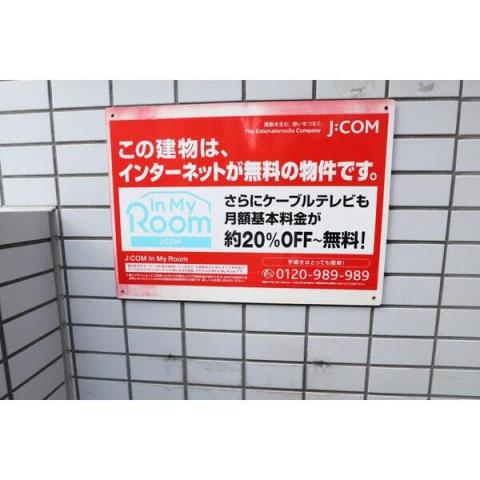 感動を生む。想いをつなぐ。
The Entertainmedia Company J:COM
この建物は、
インターネットが無料の物件です。
In My
Room
J:COM
さらにケーブルテレビも
月額基本料金が
約20%OFF~無料!
J:COM In My Room
手続きはとっても簡単!
0120-989-989